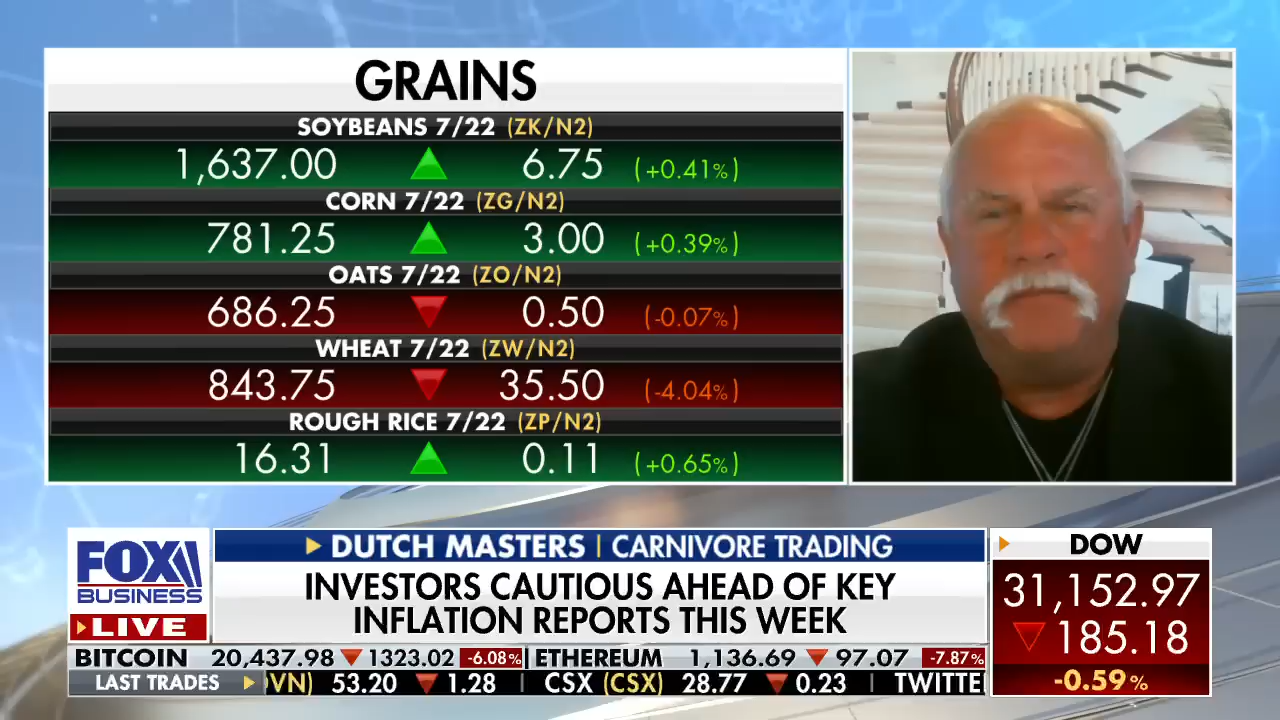 GRAINS
SOYBEANS 7/22 (ZK/N2)
1,637.00 ▲ 6.75 (+0.41%)
CORN 7/22 (ZG/N2)
781.25 ▲ 3.00 (+0.39%)
OATS 7/22 (ZO/N2)
686.25 ▼ 0.50 (-0.07%)
WHEAT 7/22 (ZW/N2)
843.75 ▼ 35.50 (-4.04%)
ROUGH RICE 7/22 (ZP/N2)
16.31 ▲ 0.11 (+0.65%)
FOX
BUSINESS
LIVE
DUTCH MASTERS | CARNIVORE TRADING
INVESTORS CAUTIOUS AHEAD OF KEY
INFLATION REPORTS THIS WEEK
DOW
31,152.97
▼ 185.18
-0.59%
BITCOIN 20,437.98 ▼ 1323.02 -6.08% ETHEREUM 1,136.69 ▼ 97.07 -7.87%
LAST TRADES VN) 53.20 ▼ 1.28 | CSX (CSX) 28.77 ▼ 0.23 | TWITTE